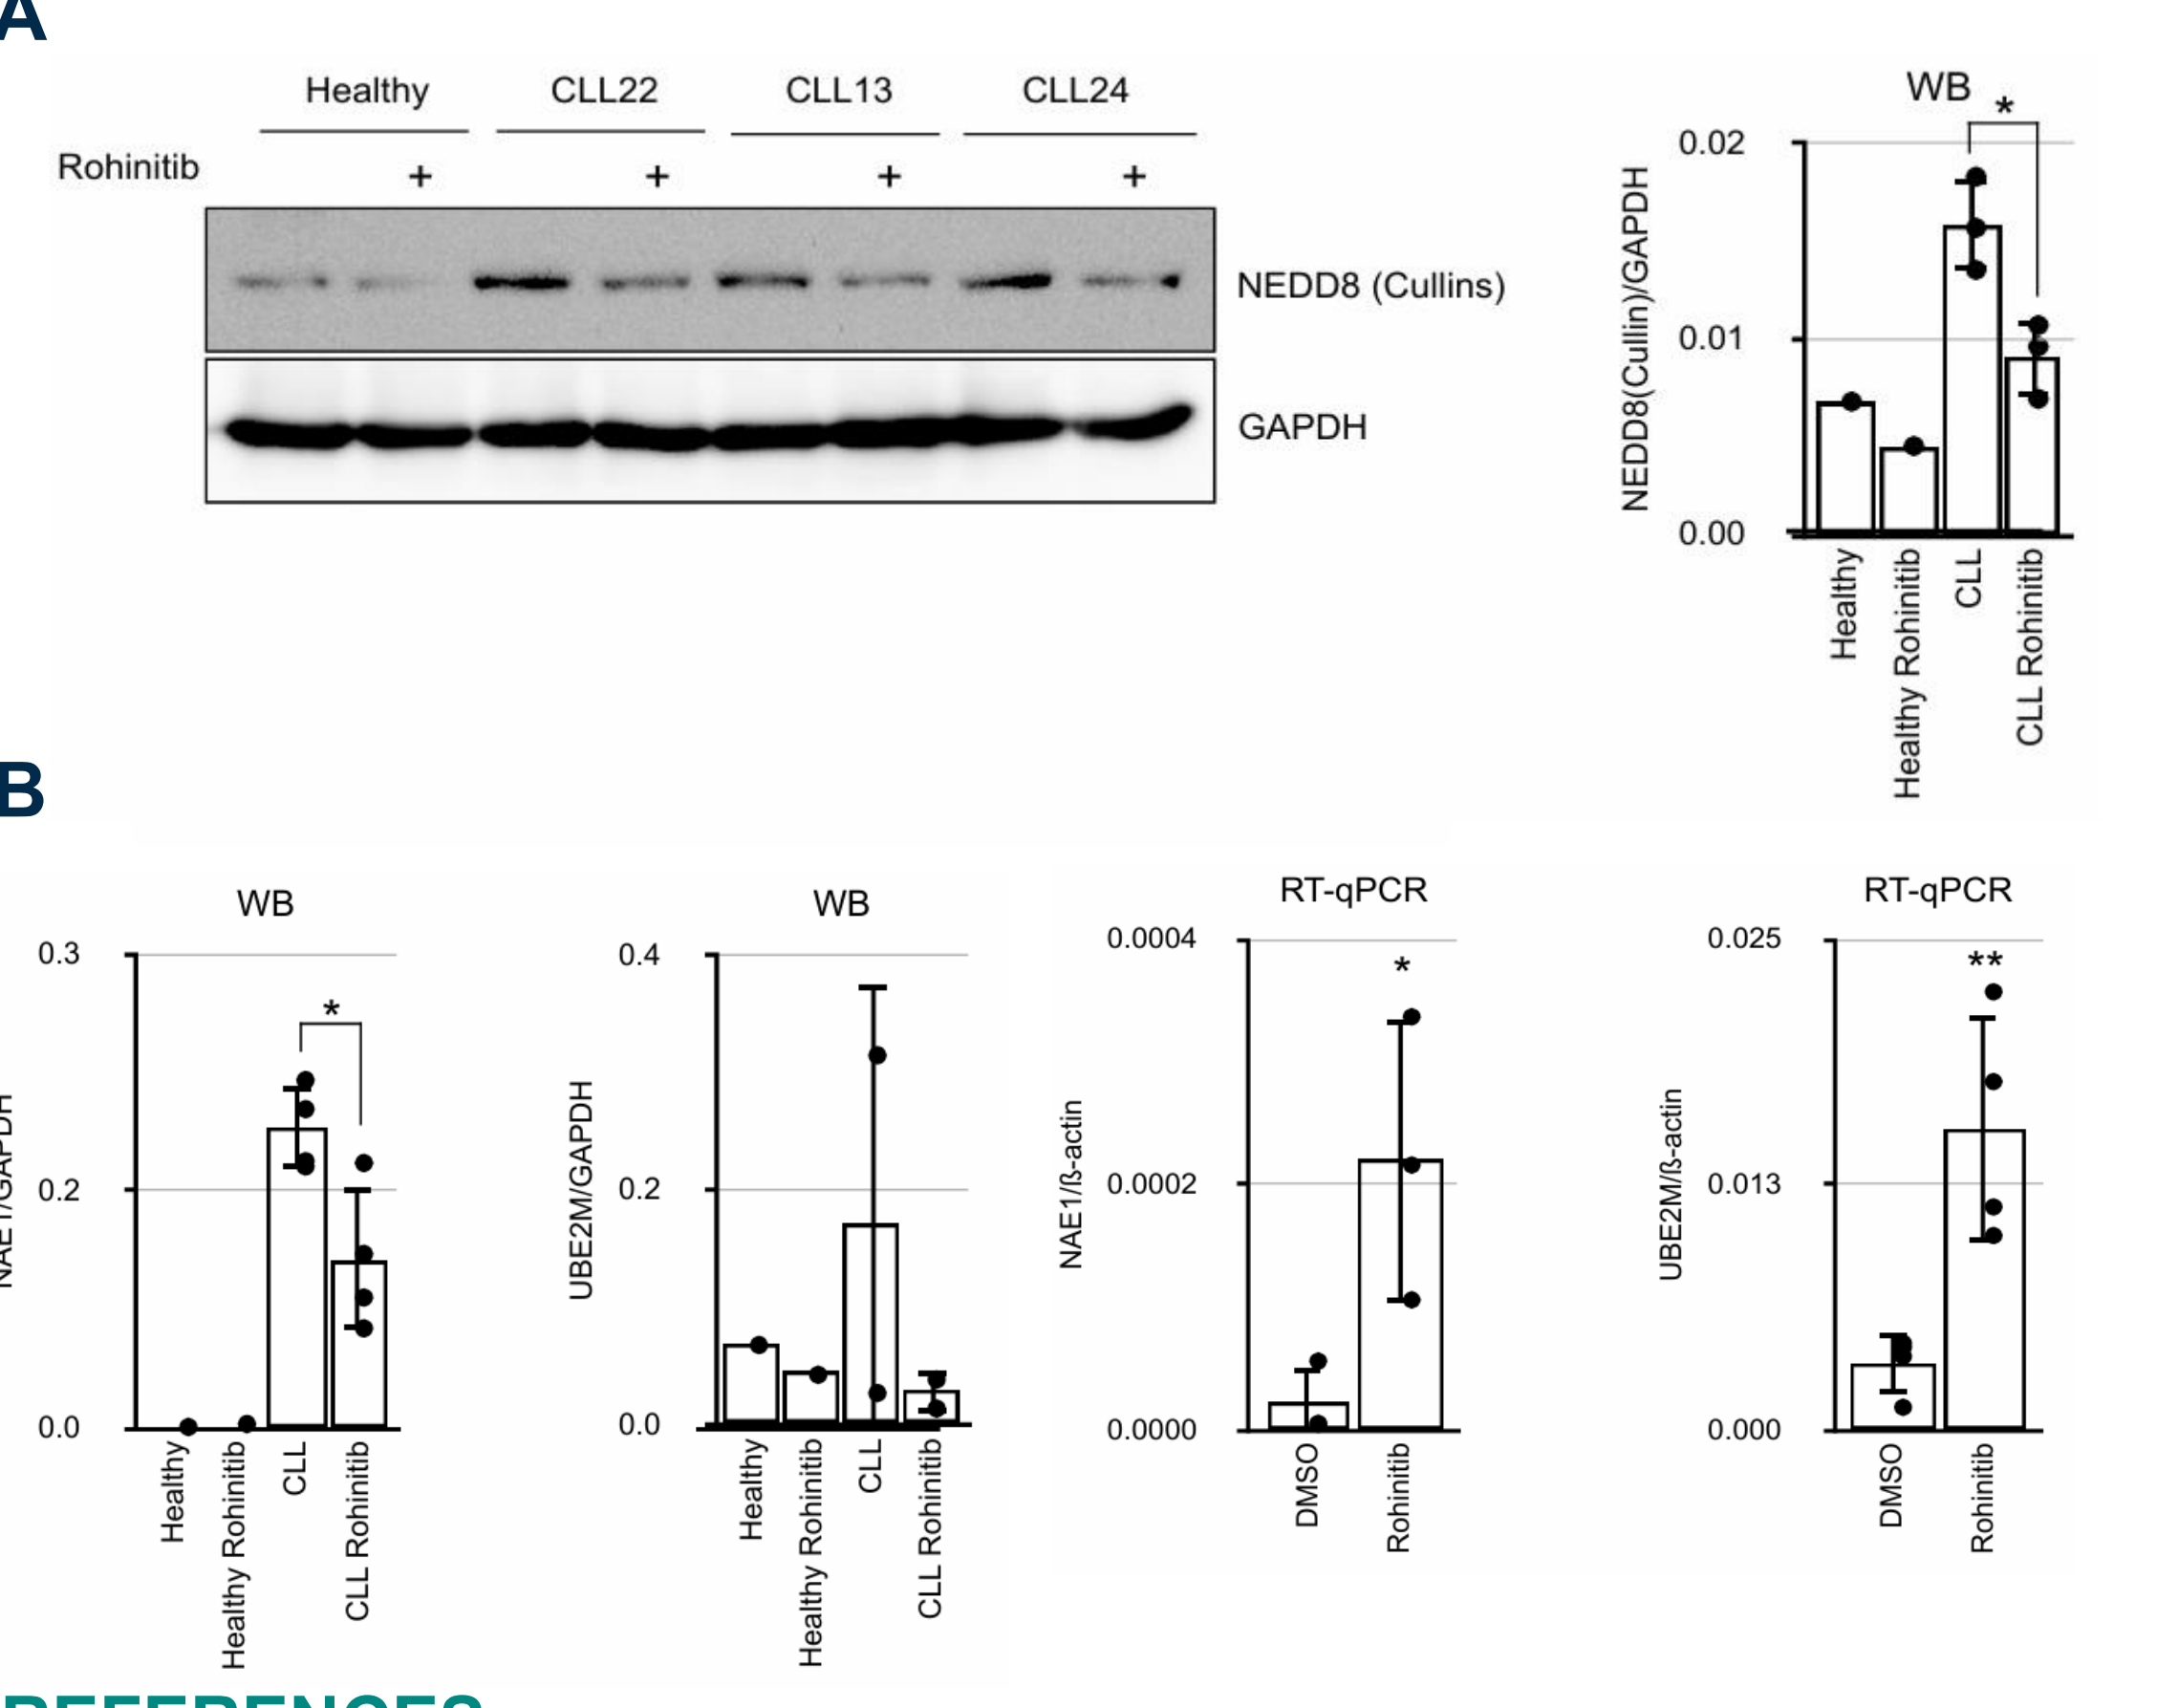 A
Healthy CLL22 CLL13 CLL24
Rohinitib + + + +
NEDD8 (Cullins)
GAPDH
WB
*
NEDD8(Cullin)/GAPDH
0.02
0.01
0.00
Healthy
Healthy Rohinitib
CLL
CLL Rohinitib
B
WB
*
NAE1/GAPDH
0.3
0.2
0.0
Healthy
Healthy Rohinitib
CLL
CLL Rohinitib
WB
UBE2M/GAPDH
0.4
0.2
0.0
Healthy
Healthy Rohinitib
CLL
CLL Rohinitib
RT-qPCR
*
NAE1/ß-actin
0.0004
0.0002
0.0000
DMSO
Rohinitib
RT-qPCR
**
UBE2M/ß-actin
0.025
0.013
0.000
DMSO
Rohinitib
REFERENCES